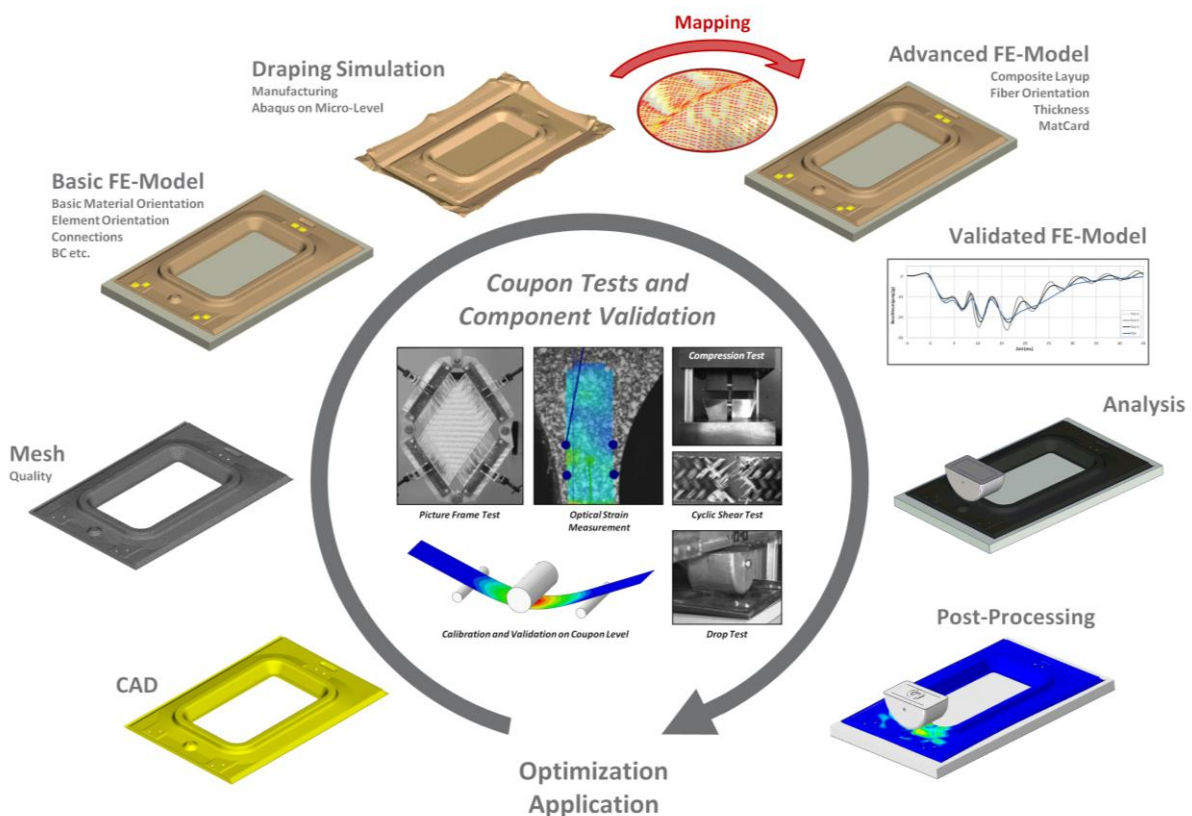 Mapping
Draping Simulation
Manufacturing
Abaqus on Micro-Level
Advanced FE-Model
Composite Layup
Fiber Orientation
Thickness
MatCard
Basic FE-Model
Basic Material Orientation
Element Orientation
Connections
BC etc.
Validated FE-Model
Coupon Tests and
Component Validation
Compression Test
Picture Frame Test
Optical Strain
Measurement
Cyclic Shear Test
Calibration and Validation on Coupon Level
Drop Test
Mesh
Quality
Analysis
CAD
Post-Processing
Optimization
Application